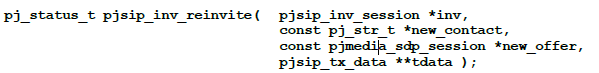 pj_status_t pjsip_inv_reinvite( pjsip_inv_session *inv,
const pj_str_t *new_contact,
const pjmedia_sdp_session *new_offer,
pjsip_tx_data **tdata );